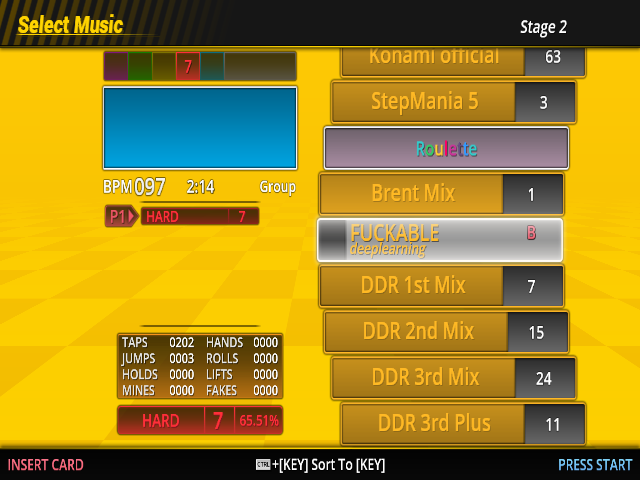 Select Music
Stage 2
7
BPM 097 2:14 Group
P1 HARD 7
TAPS 0202 HANDS 0000
JUMPS 0003 ROLLS 0000
HOLDS 0000 LIFTS 0000
MINES 0000 FAKES 0000
HARD 7 65.51%
Konami official 63
StepMania 5 3
Roulette
Brent Mix 1
FUCKABLE B
deeplearning
DDR 1st Mix 7
DDR 2nd Mix 15
DDR 3rd Mix 24
DDR 3rd Plus 11
INSERT CARD
CTRL +[KEY] Sort To [KEY]
PRESS START